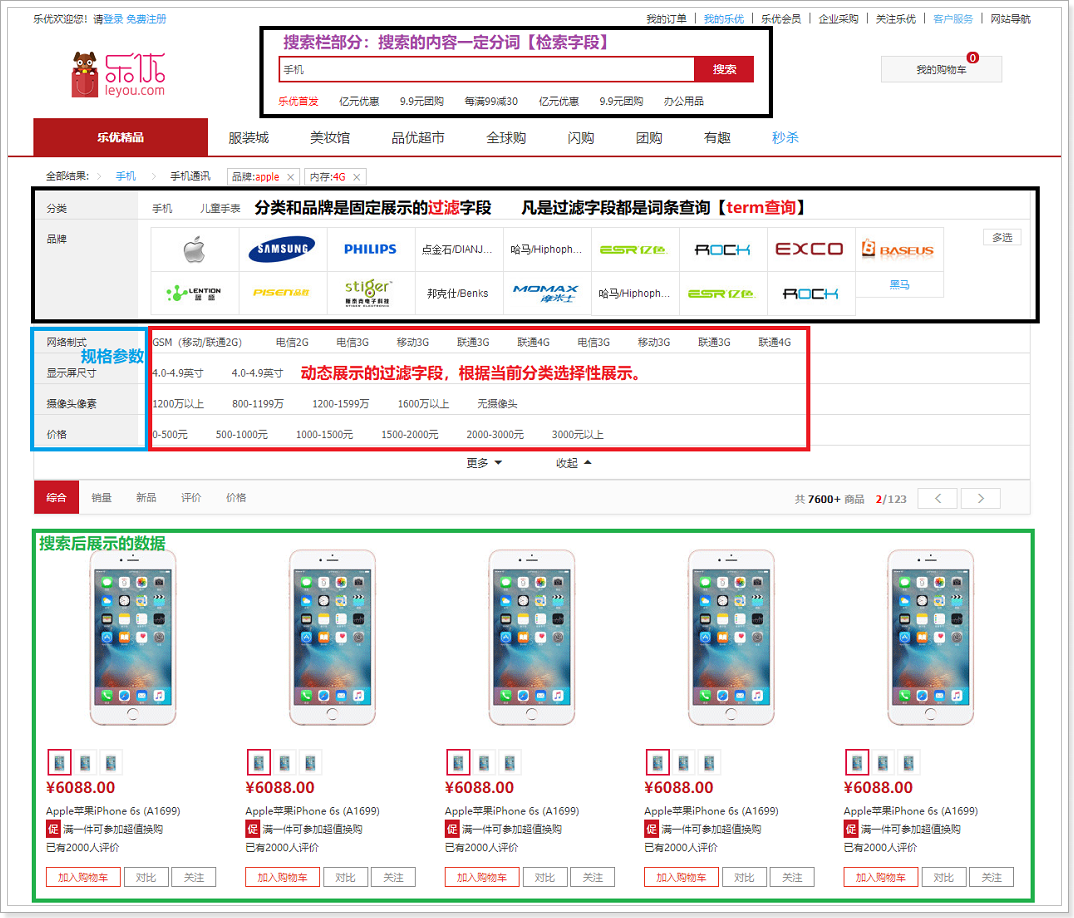 乐优欢迎您！请登录 免费注册
我的订单 | 我的乐优 | 乐优会员 | 企业采购 | 关注乐优 | 客户服务 | 网站导航
搜索栏部分：搜索的内容一定分词【检索字段】
乐优
leyou.com
手机 搜索
我的购物车 0
乐优首发 亿元优惠 9.9元团购 每满99减30 亿元优惠 9.9元团购 办公用品
乐优精品 服装城 美妆馆 品优超市 全球购 闪购 团购 有趣 秒杀
全部结果: 手机 手机通讯 品牌:apple × 内存:4G ×
分类 手机 儿童手表 分类和品牌是固定展示的过滤字段 凡是过滤字段都是词条查询【term查询】
品牌 SAMSUNG PHILIPS 点金石/DIANJ... 哈马/Hiphoph... ESR亿色 ROCK EXCO BASEUS 多选
LENTION 蓝盛 PISEN品胜 stiger 邦克仕/Benks MOMAX 摩米士 哈马/Hiphoph... ESR亿色 ROCK 黑马
网络制式 GSM（移动/联通2G） 电信2G 电信3G 移动3G 联通3G 联通4G 电信3G 移动3G 联通3G 联通4G
规格参数
显示屏尺寸 4.0-4.9英寸 4.0-4.9英寸 动态展示的过滤字段，根据当前分类选择性展示。
摄像头像素 1200万以上 800-1199万 1200-1599万 1600万以上 无摄像头
价格 0-500元 500-1000元 1000-1500元 1500-2000元 2000-3000元 3000元以上
更多 收起
综合 销量 新品 评价 价格 共 7600+ 商品 2/123 < >
搜索后展示的数据
¥6088.00 ¥6088.00 ¥6088.00 ¥6088.00 ¥6088.00
Apple苹果iPhone 6s (A1699) Apple苹果iPhone 6s (A1699) Apple苹果iPhone 6s (A1699) Apple苹果iPhone 6s (A1699) Apple苹果iPhone 6s (A1699)
促 满一件可参加超值换购 促 满一件可参加超值换购 促 满一件可参加超值换购 促 满一件可参加超值换购 促 满一件可参加超值换购
已有2000人评价 已有2000人评价 已有2000人评价 已有2000人评价 已有2000人评价
加入购物车 对比 关注 加入购物车 对比 关注 加入购物车 对比 关注 加入购物车 对比 关注 加入购物车 对比 关注